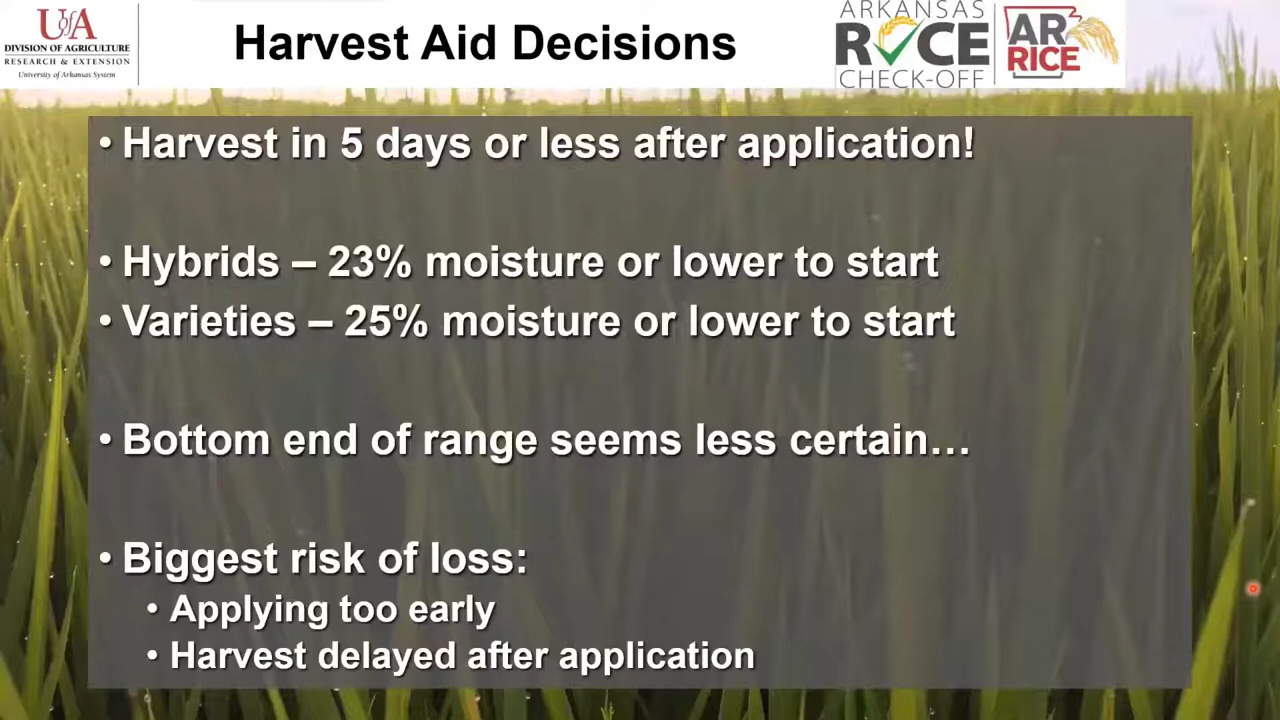 UofA
DIVISION OF AGRICULTURE
RESEARCH & EXTENSION
University of Arkansas System
Harvest Aid Decisions
ARKANSAS
RICE
CHECK-OFF
AR
RICE
• Harvest in 5 days or less after application!
• Hybrids – 23% moisture or lower to start
• Varieties – 25% moisture or lower to start
• Bottom end of range seems less certain…
• Biggest risk of loss:
• Applying too early
• Harvest delayed after application